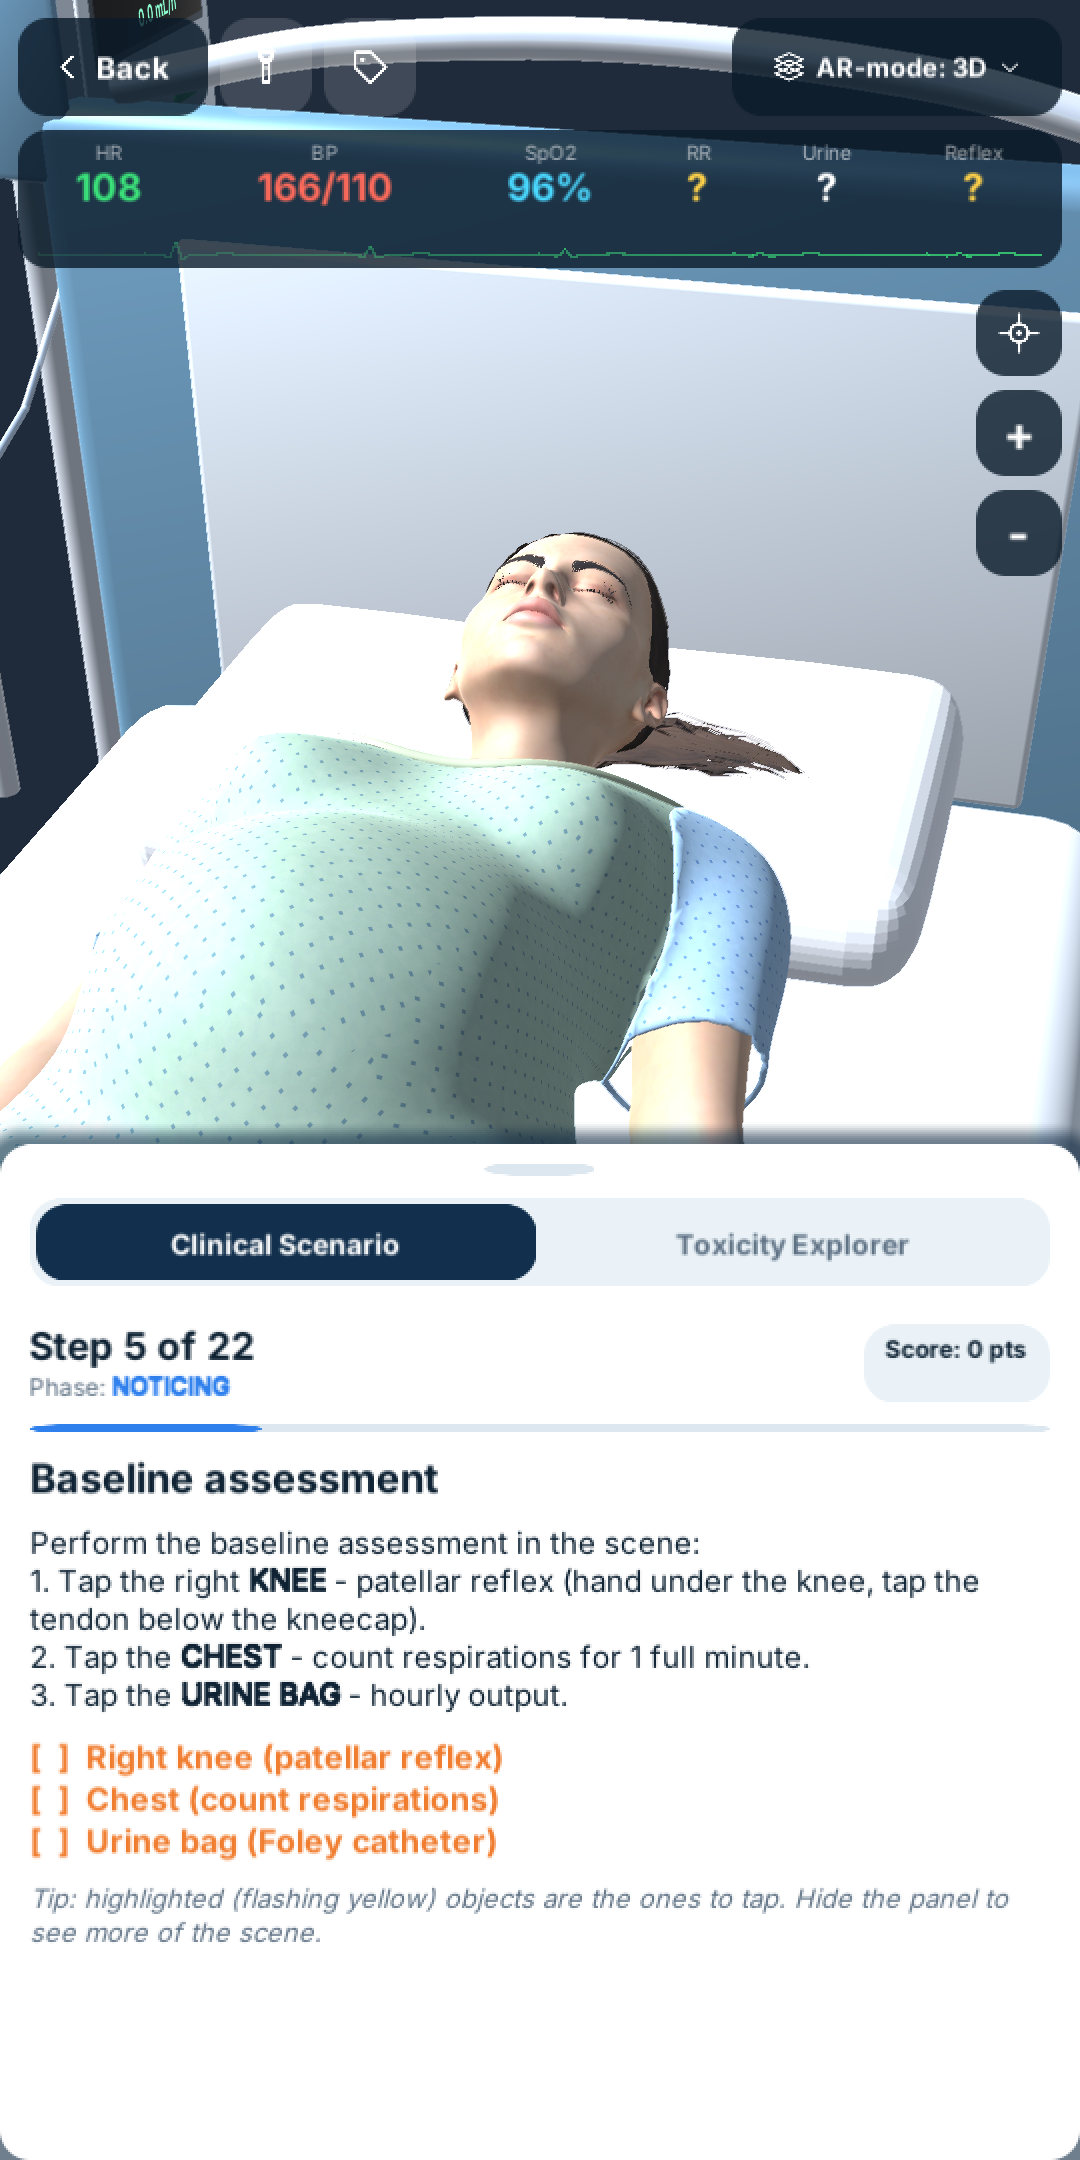 0.0 mL/h
Back
AR-mode: 3D
HR BP SpO2 RR Urine Reflex
108 166/110 96% ? ? ?
+
-
Clinical Scenario Toxicity Explorer
Step 5 of 22
Score: 0 pts
Phase: NOTICING
Baseline assessment
Perform the baseline assessment in the scene:
1. Tap the right KNEE - patellar reflex (hand under the knee, tap the
tendon below the kneecap).
2. Tap the CHEST - count respirations for 1 full minute.
3. Tap the URINE BAG - hourly output.
[ ] Right knee (patellar reflex)
[ ] Chest (count respirations)
[ ] Urine bag (Foley catheter)
Tip: highlighted (flashing yellow) objects are the ones to tap. Hide the panel to
see more of the scene.